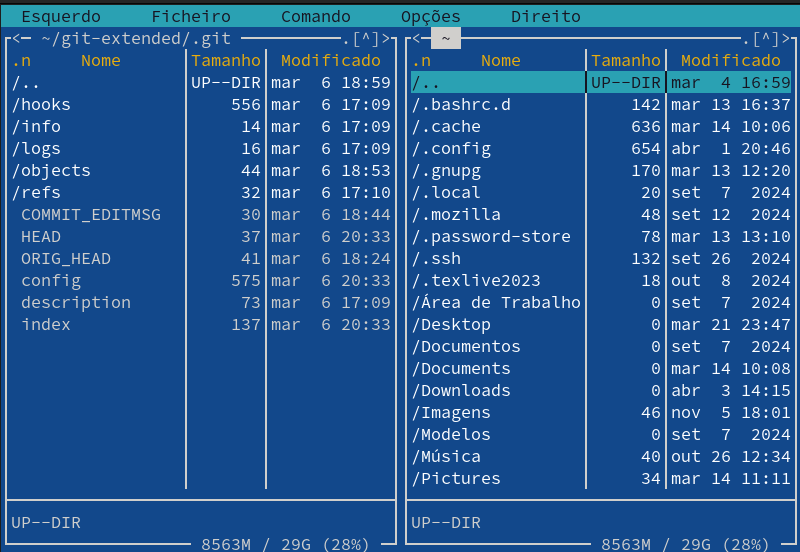 Esquerdo Ficheiro Comando Opções Direito
<- ~/git-extended/.git .[^]> <- ~ .[^]>
.n Nome Tamanho Modificado .n Nome Tamanho Modificado
/.. UP--DIR mar 6 18:59 /.. UP--DIR mar 4 16:59
/hooks 556 mar 6 17:09 /.bashrc.d 142 mar 13 16:37
/info 14 mar 6 17:09 /.cache 636 mar 14 10:06
/logs 16 mar 6 17:09 /.config 654 abr 1 20:46
/objects 44 mar 6 18:53 /.gnupg 170 mar 13 12:20
/refs 32 mar 6 17:10 /.local 20 set 7 2024
COMMIT_EDITMSG 30 mar 6 18:44 /.mozilla 48 set 12 2024
HEAD 37 mar 6 20:33 /.password-store 78 mar 13 13:10
ORIG_HEAD 41 mar 6 18:24 /.ssh 132 set 26 2024
config 575 mar 6 20:33 /.texlive2023 18 out 8 2024
description 73 mar 6 17:09 /Área de Trabalho 0 set 7 2024
index 137 mar 6 20:33 /Desktop 0 mar 21 23:47
/Documentos 0 set 7 2024
/Documents 0 mar 14 10:08
/Downloads 0 abr 3 14:15
/Imagens 46 nov 5 18:01
/Modelos 0 set 7 2024
/Música 40 out 26 12:34
/Pictures 34 mar 14 11:11
UP--DIR UP--DIR
8563M / 29G (28%) 8563M / 29G (28%)